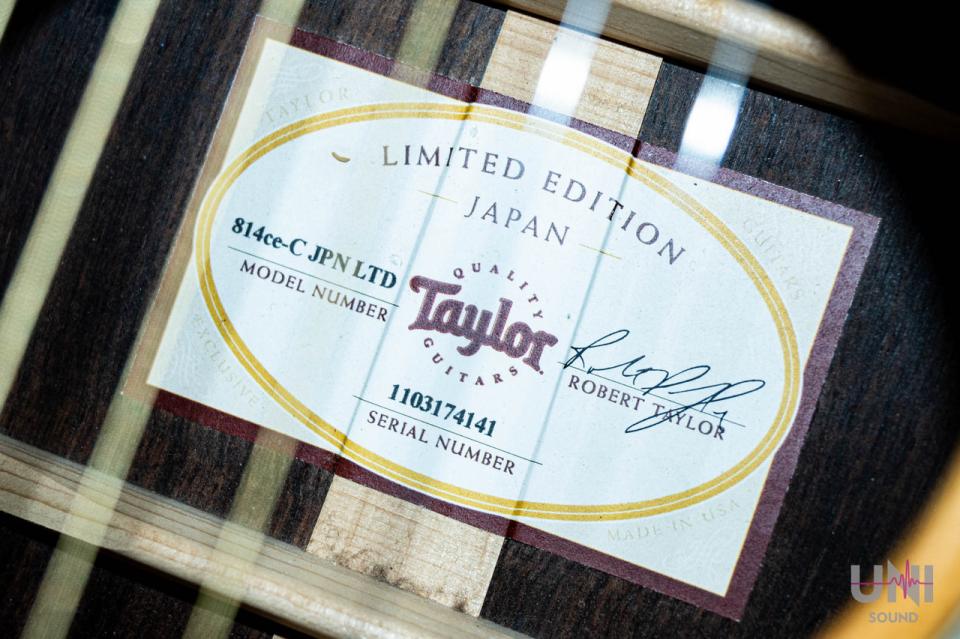 TAYLOR
GUITARS
LIMITED EDITION
JAPAN
814ce-C JPN LTD
MODEL NUMBER
QUALITY
Taylor
GUITARS
ROBERT TAYLOR
1103174141
SERIAL NUMBER
EXCLUSIVE
MADE IN USA
UNI
SOUND